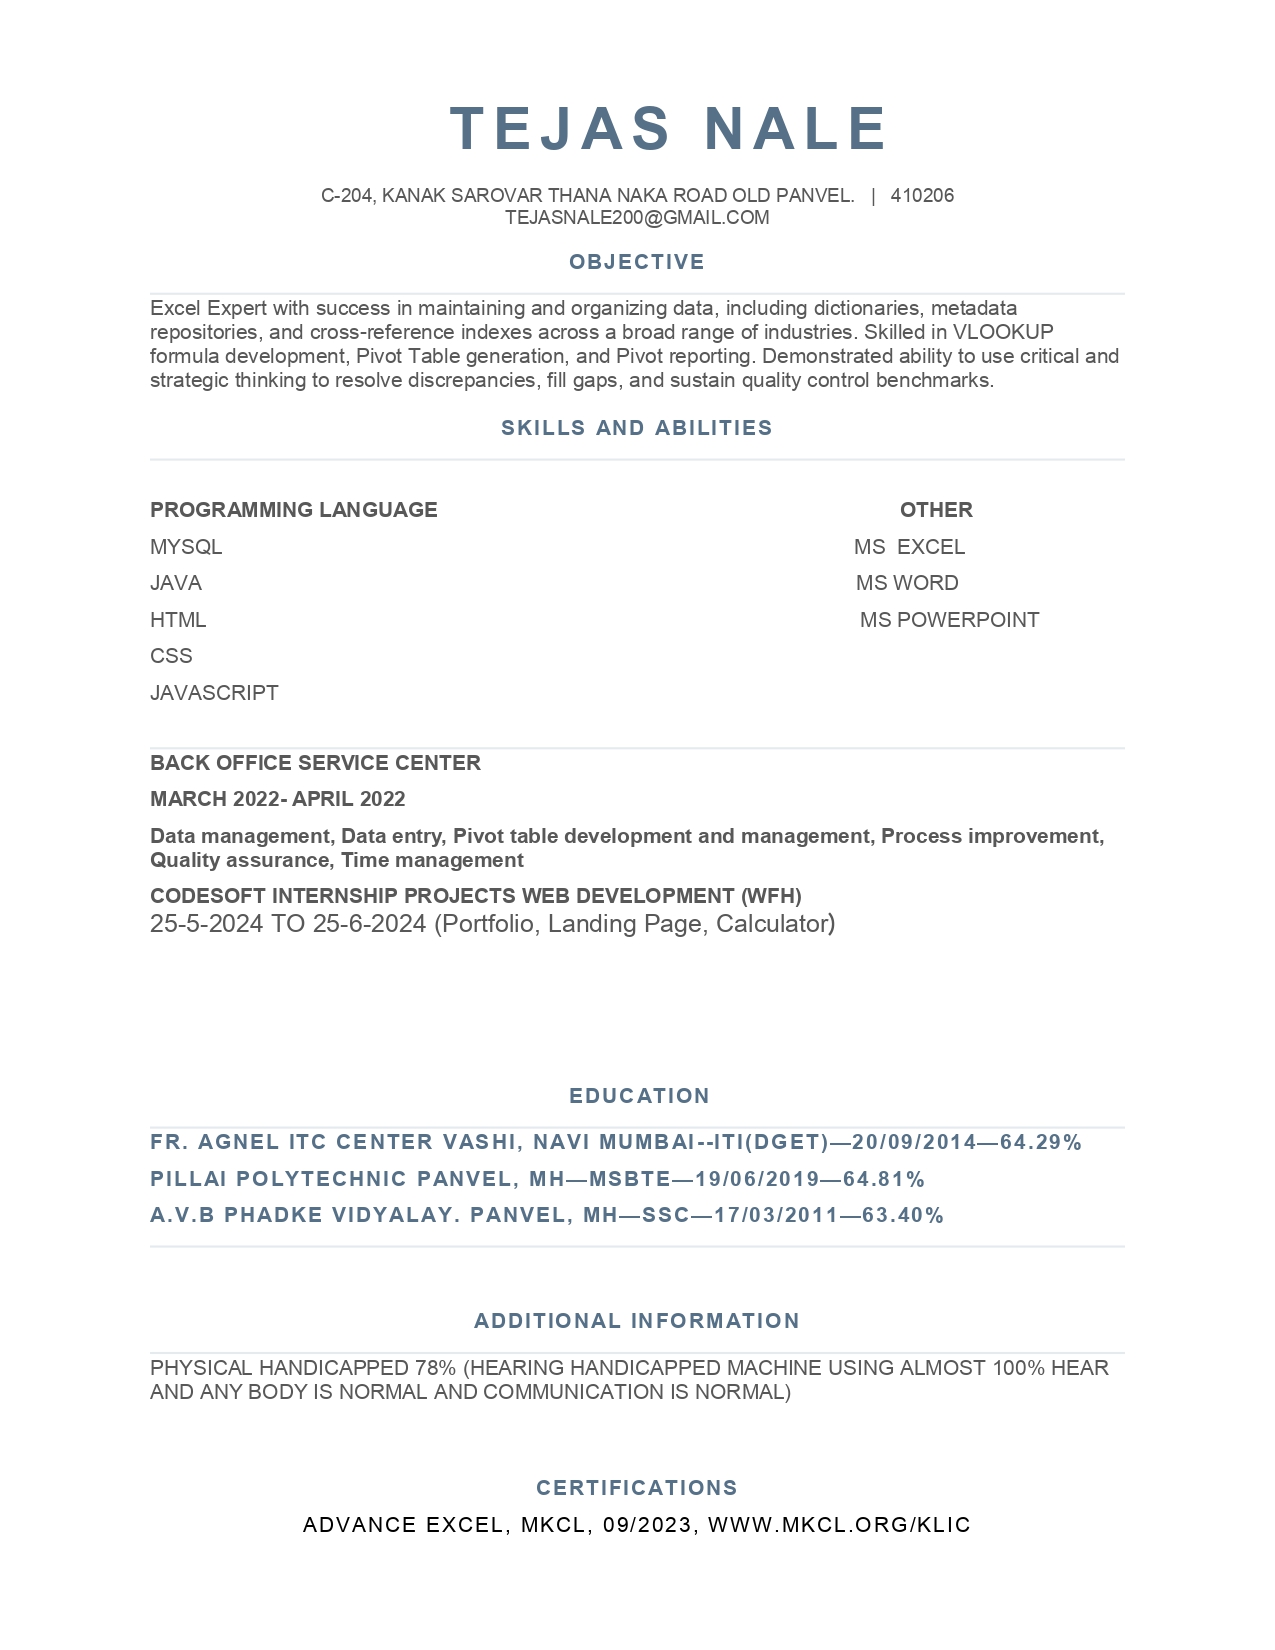 TEJAS NALE
C-204, KANAK SAROVAR THANA NAKA ROAD OLD PANVEL. | 410206
TEJASNALE200@GMAIL.COM
OBJECTIVE
Excel Expert with success in maintaining and organizing data, including dictionaries, metadata
repositories, and cross-reference indexes across a broad range of industries. Skilled in VLOOKUP
formula development, Pivot Table generation, and Pivot reporting. Demonstrated ability to use critical and
strategic thinking to resolve discrepancies, fill gaps, and sustain quality control benchmarks.
SKILLS AND ABILITIES
PROGRAMMING LANGUAGE OTHER
MYSQL MS EXCEL
JAVA MS WORD
HTML MS POWERPOINT
CSS
JAVASCRIPT
BACK OFFICE SERVICE CENTER
MARCH 2022- APRIL 2022
Data management, Data entry, Pivot table development and management, Process improvement,
Quality assurance, Time management
CODESOFT INTERNSHIP PROJECTS WEB DEVELOPMENT (WFH)
25-5-2024 TO 25-6-2024 (Portfolio, Landing Page, Calculator)
EDUCATION
FR. AGNEL ITC CENTER VASHI, NAVI MUMBAI--ITI(DGET)—20/09/2014—64.29%
PILLAI POLYTECHNIC PANVEL, MH—MSBTE—19/06/2019—64.81%
A.V.B PHADKE VIDYALAY. PANVEL, MH—SSC—17/03/2011—63.40%
ADDITIONAL INFORMATION
PHYSICAL HANDICAPPED 78% (HEARING HANDICAPPED MACHINE USING ALMOST 100% HEAR
AND ANY BODY IS NORMAL AND COMMUNICATION IS NORMAL)
CERTIFICATIONS
ADVANCE EXCEL, MKCL, 09/2023, WWW.MKCL.ORG/KLIC